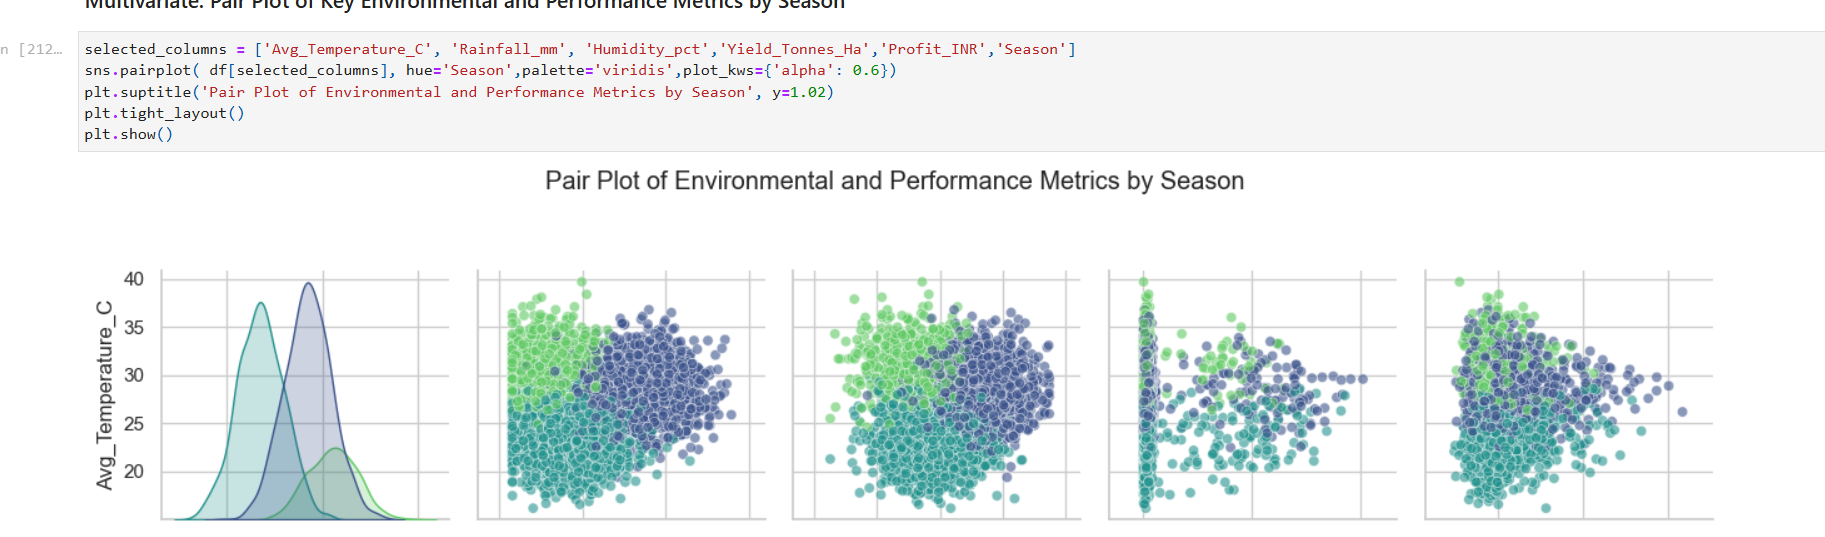 Multivariate: Pair Plot of Key Environmental and Performance Metrics by Season
n [212…
selected_columns = ['Avg_Temperature_C', 'Rainfall_mm', 'Humidity_pct','Yield_Tonnes_Ha','Profit_INR','Season']
sns.pairplot( df[selected_columns], hue='Season',palette='viridis',plot_kws={'alpha': 0.6})
plt.suptitle('Pair Plot of Environmental and Performance Metrics by Season', y=1.02)
plt.tight_layout()
plt.show()
Pair Plot of Environmental and Performance Metrics by Season
Avg_Temperature_C
40
35
30
25
20